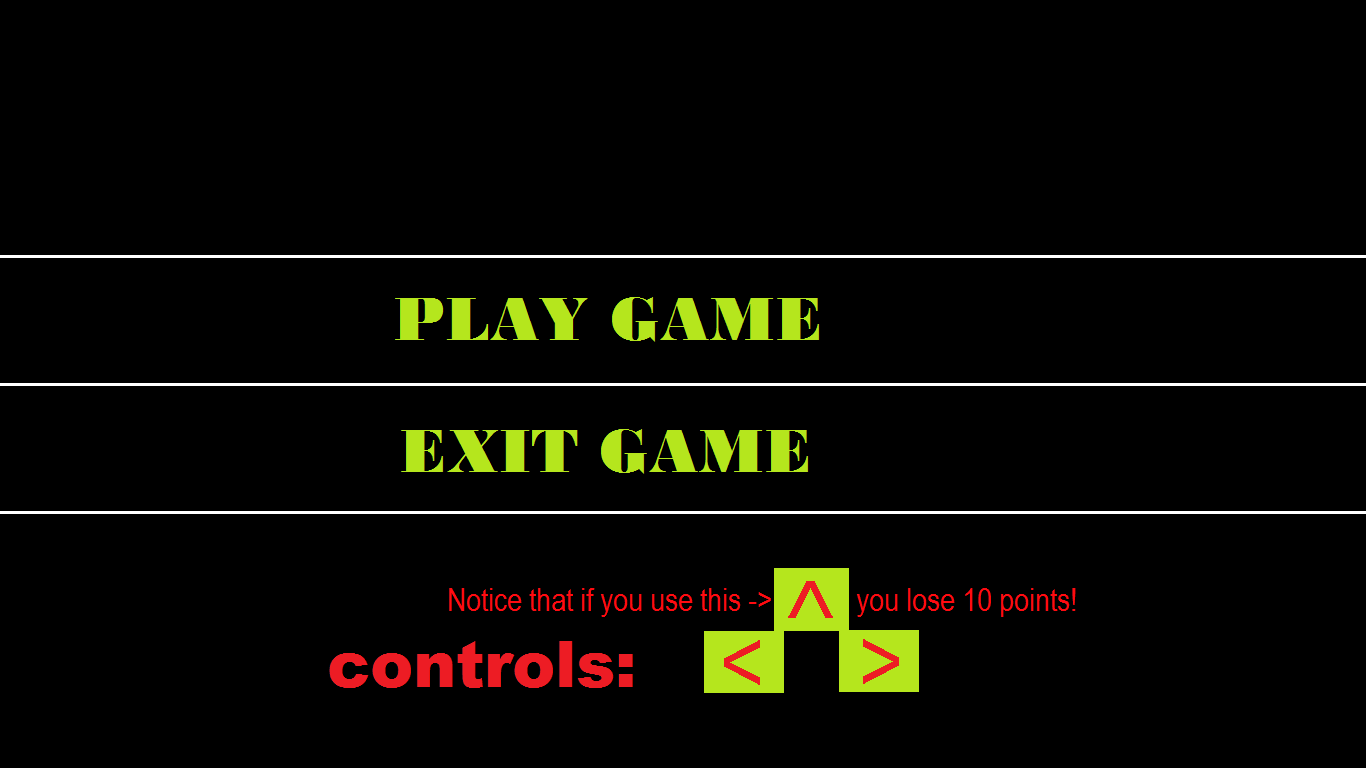 PLAY GAME
EXIT GAME
Notice that if you use this -> ^ you lose 10 points!
controls: < >